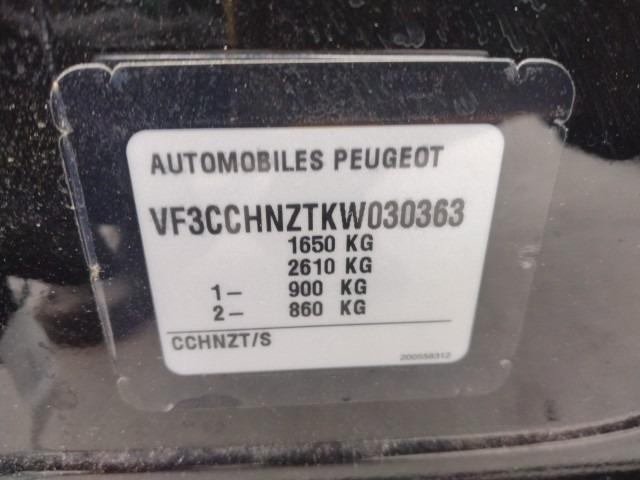 AUTOMOBILES PEUGEOT
VF3CCHNZTKW030363
1650 KG
2610 KG
1- 900 KG
2- 860 KG
CCHNZT/S
200558312